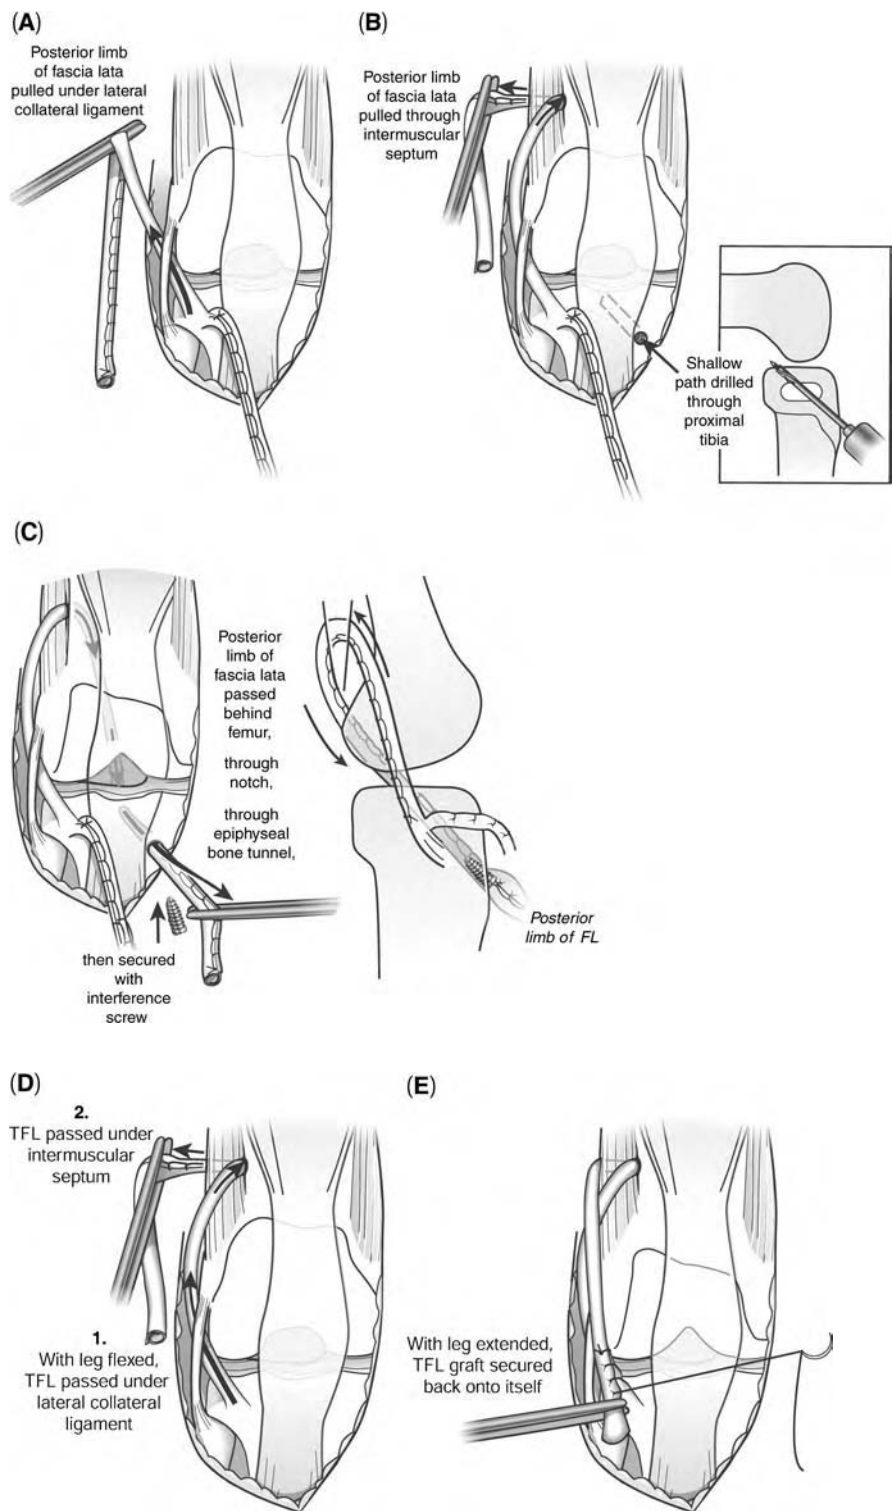 (A)
Posterior limb
of fascia lata
pulled under lateral
collateral ligament
(B)
Posterior limb
of fascia lata
pulled through
intermuscular
septum
Shallow
path drilled
through
proximal
tibia
(C)
Posterior
limb of
fascia lata
passed
behind
femur,
through
notch,
through
epiphyseal
bone tunnel,
then secured
with
interference
screw
Posterior
limb of FL
(D)
2.
TFL passed under
intermuscular
septum
1.
With leg flexed,
TFL passed under
lateral collateral
ligament
(E)
With leg extended,
TFL graft secured
back onto itself